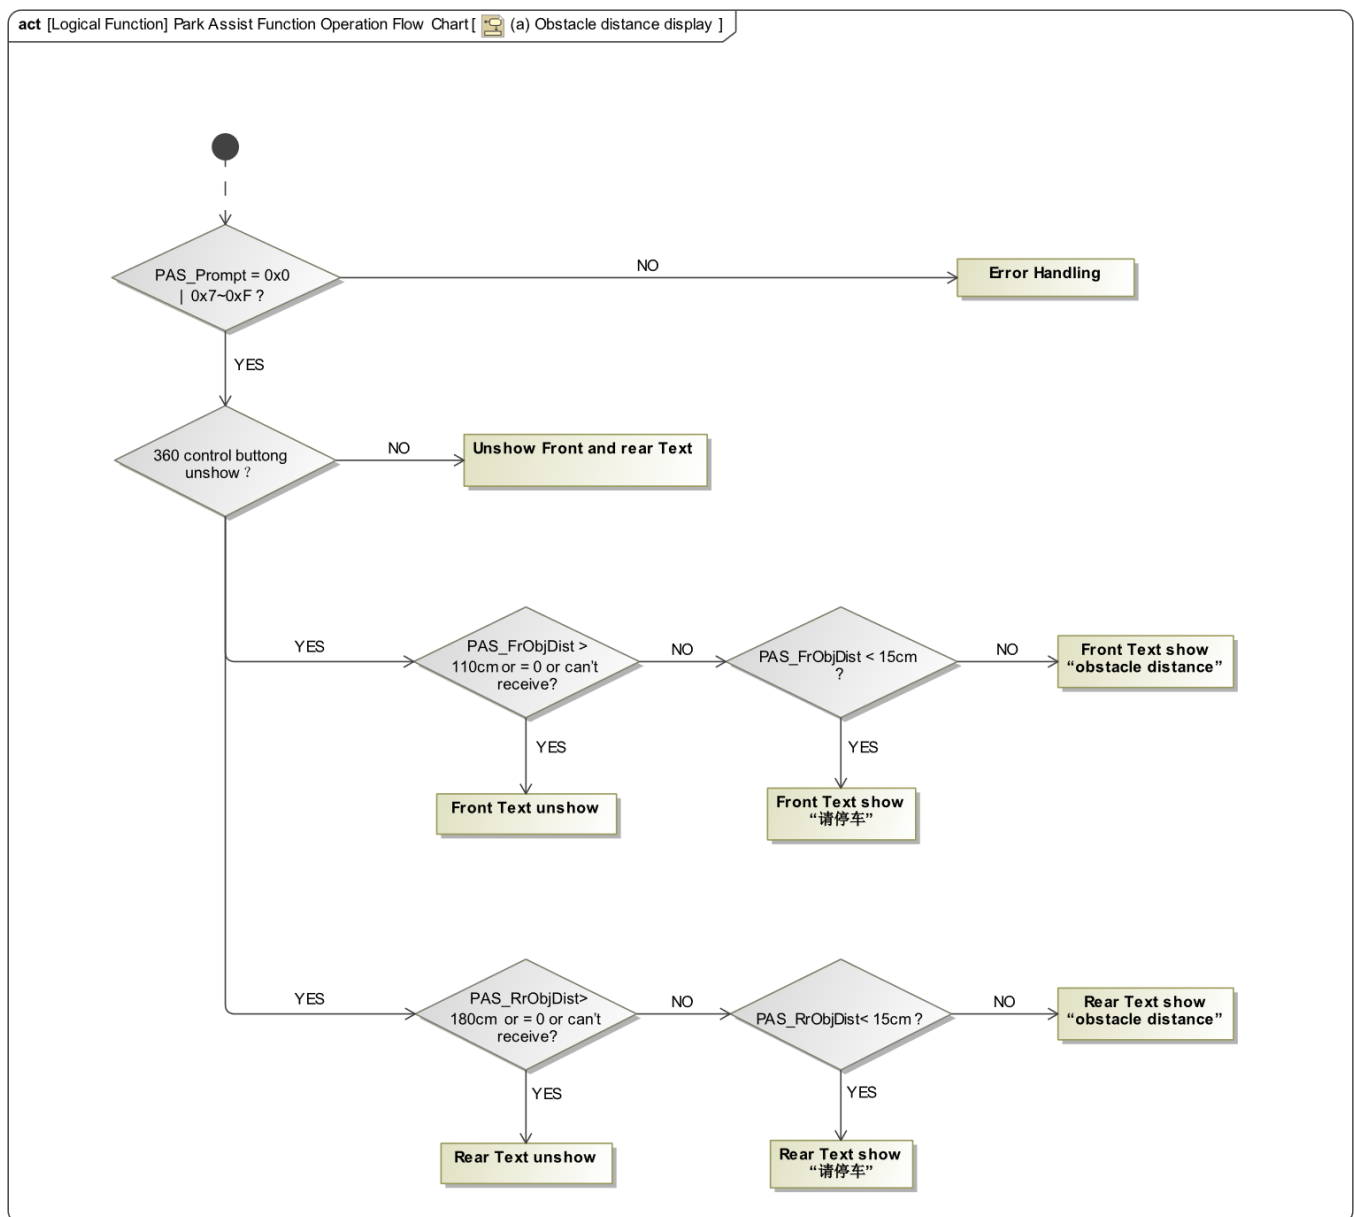 act [Logical Function] Park Assist Function Operation Flow Chart [ (a) Obstacle distance display ]
PAS_Prompt = 0x0
| 0x7~0xF ?
NO
Error Handling
YES
360 control buttong
unshow ?
NO
Unshow Front and rear Text
YES
PAS_FrObjDist >
110cm or = 0 or can't
receive?
NO
PAS_FrObjDist < 15cm
?
NO
Front Text show
“obstacle distance”
YES
Front Text unshow
YES
Front Text show
“请停车”
YES
PAS_RrObjDist>
180cm or = 0 or can't
receive?
NO
PAS_RrObjDist< 15cm ?
NO
Rear Text show
“obstacle distance”
YES
Rear Text unshow
YES
Rear Text show
“请停车”